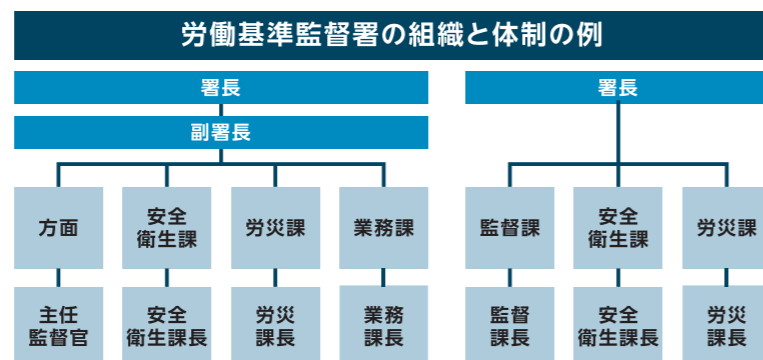 労働基準監督署の組織と体制の例
署長
副署長
方面
安全
衛生課
労災課
業務課
主任
監督官
安全
衛生課長
労災
課長
業務
課長
署長
監督課
安全
衛生課
労災課
監督
課長
安全
衛生課長
労災
課長